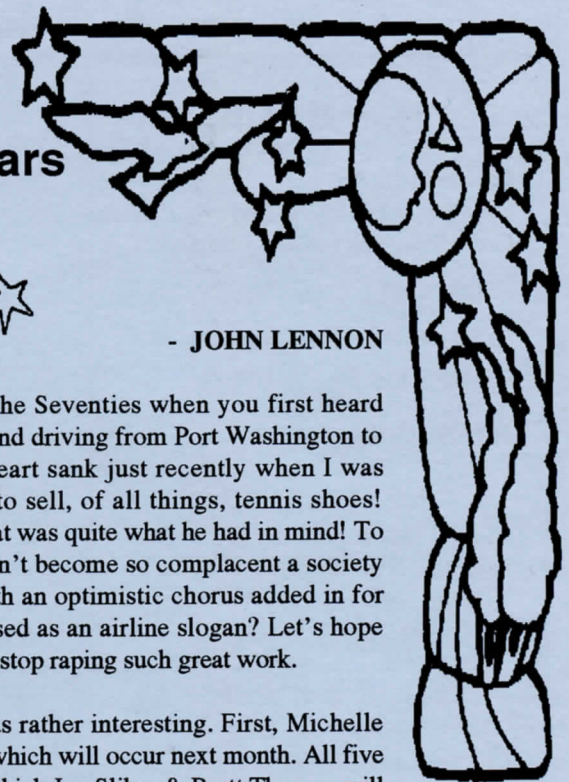 ars
- JOHN LENNON
he Seventies when you first heard
nd driving from Port Washington to
eart sank just recently when I was
to sell, of all things, tennis shoes!
at was quite what he had in mind! To
n't become so complacent a society
th an optimistic chorus added in for
sed as an airline slogan? Let's hope
stop raping such great work.
s rather interesting. First, Michelle
which will occur next month. All five